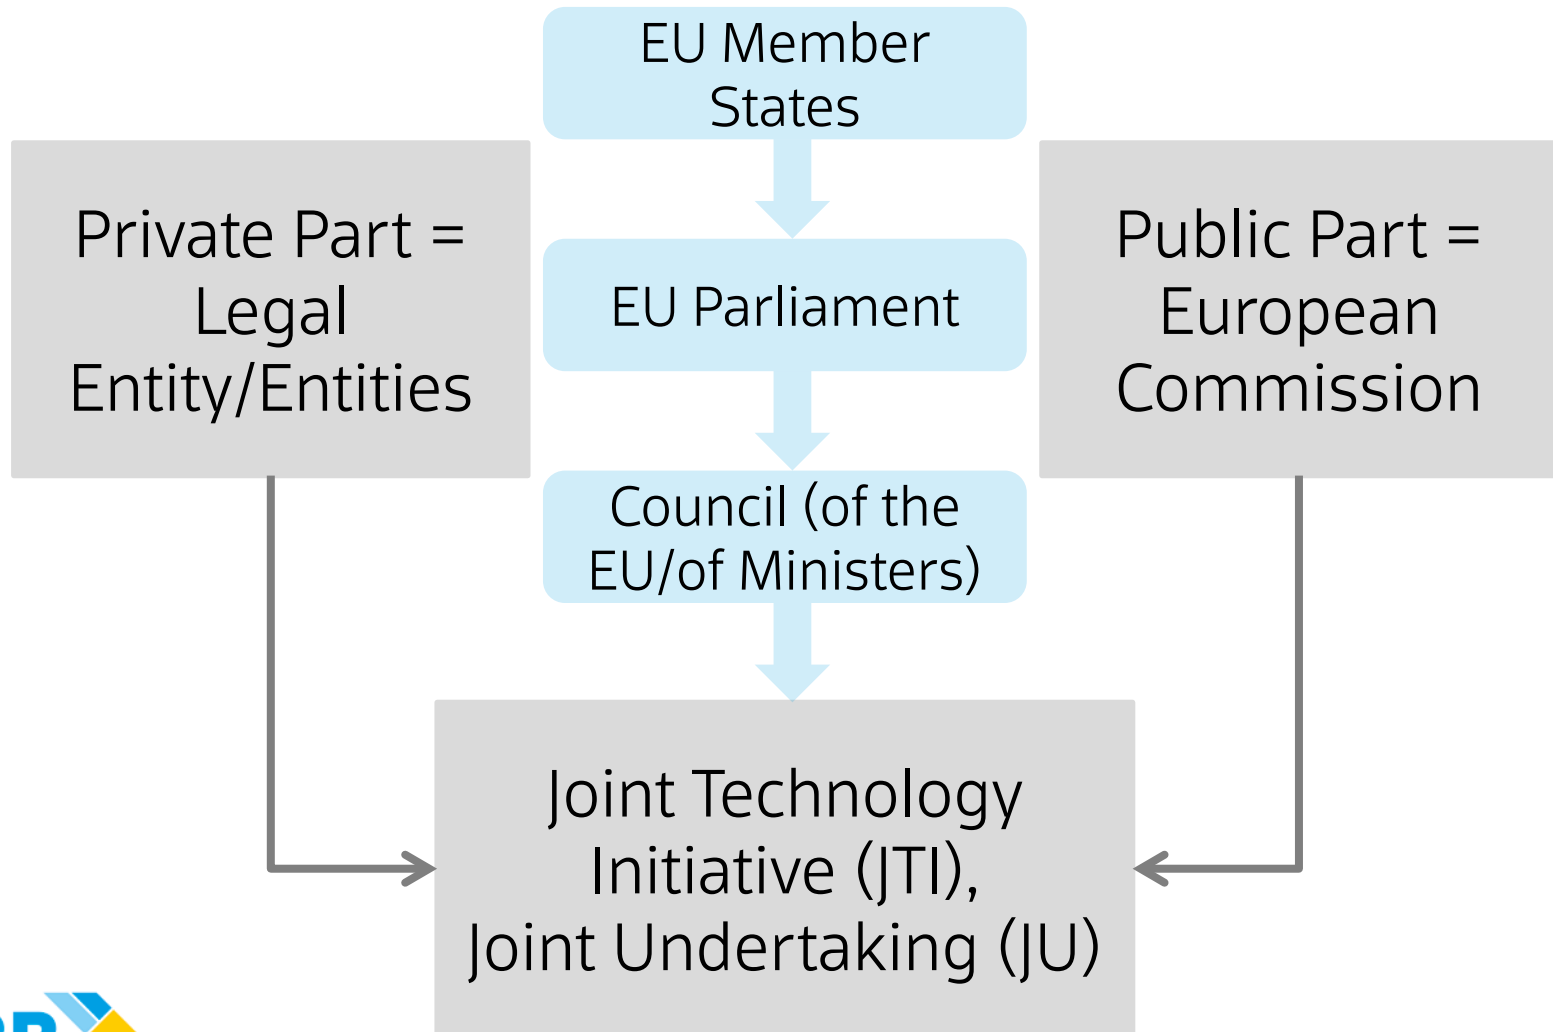 EU Member
States
Private Part =
Legal
Entity/Entities
EU Parliament
Public Part =
European
Commission
Council (of the
EU/of Ministers)
Joint Technology
Initiative (JTI),
Joint Undertaking (JU)